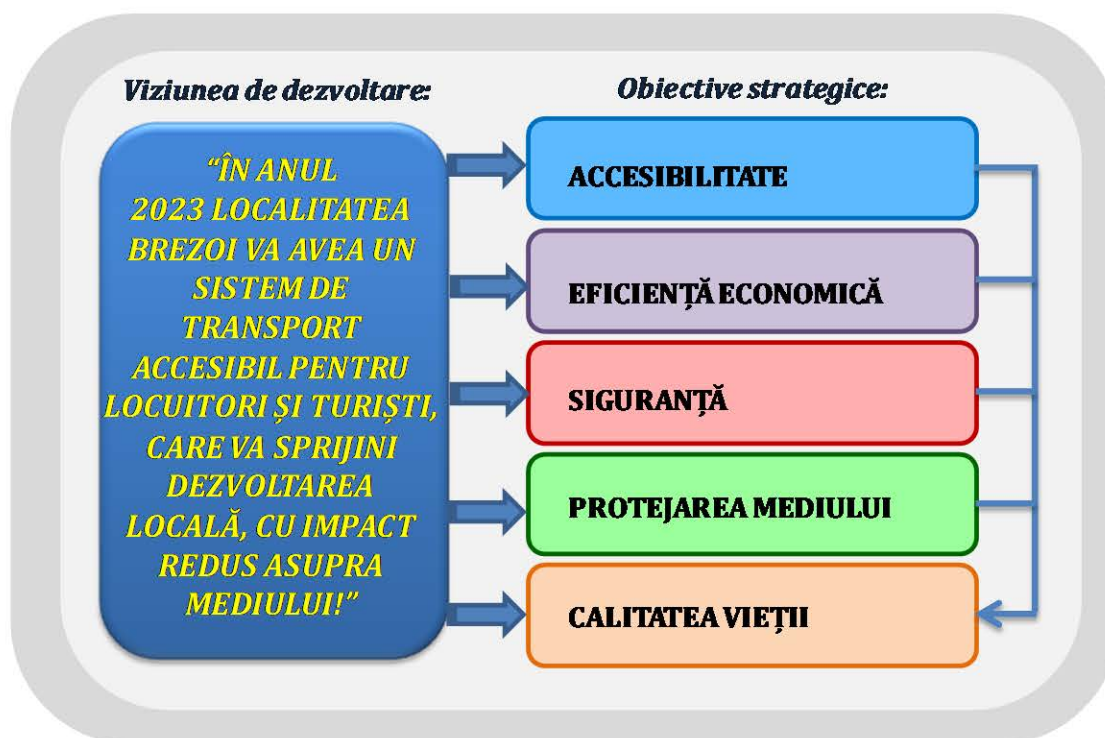 Viziunea de dezvoltare:
Obiective strategice:
“ÎN ANUL
2023 LOCALITATEA
BREZOI VA AVEA UN
SISTEM DE
TRANSPORT
ACCESIBIL PENTRU
LOCUITORI ȘI TURIȘTI,
CARE VA SPRIJINI
DEZVOLTAREA
LOCALĂ, CU IMPACT
REDUS ASUPRA
MEDIULUI!”
ACCESIBILITATE
EFICIENȚĂ ECONOMICĂ
SIGURANȚĂ
PROTEJAREA MEDIULUI
CALITATEA VIEȚII